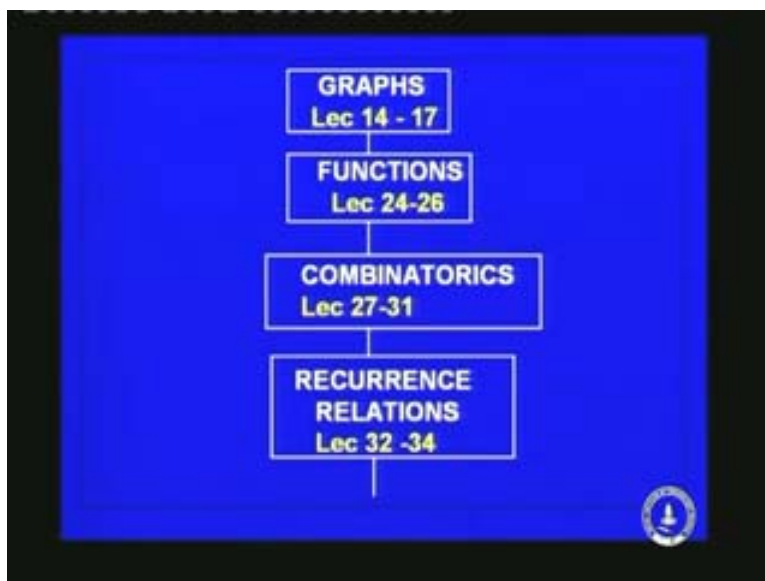 GRAPHS
Lec 14 - 17
FUNCTIONS
Lec 24-26
COMBINATORICS
Lec 27-31
RECURRENCE
RELATIONS
Lec 32 -34